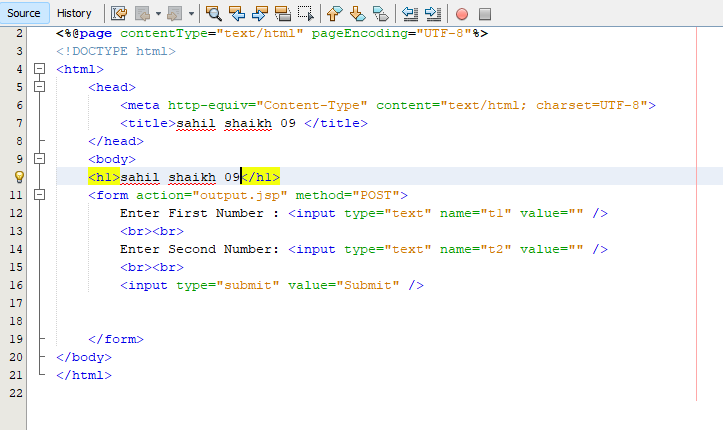 Source History
2 <%@page contentType="text/html" pageEncoding="UTF-8"%>
3 <!DOCTYPE html>
4 <html>
5 <head>
6 <meta http-equiv="Content-Type" content="text/html; charset=UTF-8">
7 <title>sahil shaikh 09 </title>
8 </head>
9 <body>
<h1>sahil shaikh 09</h1>
11 <form action="output.jsp" method="POST">
12 Enter First Number : <input type="text" name="t1" value="" />
13 <br><br>
14 Enter Second Number: <input type="text" name="t2" value="" />
15 <br><br>
16 <input type="submit" value="Submit" />
17
18
19 </form>
20 </body>
21 </html>
22